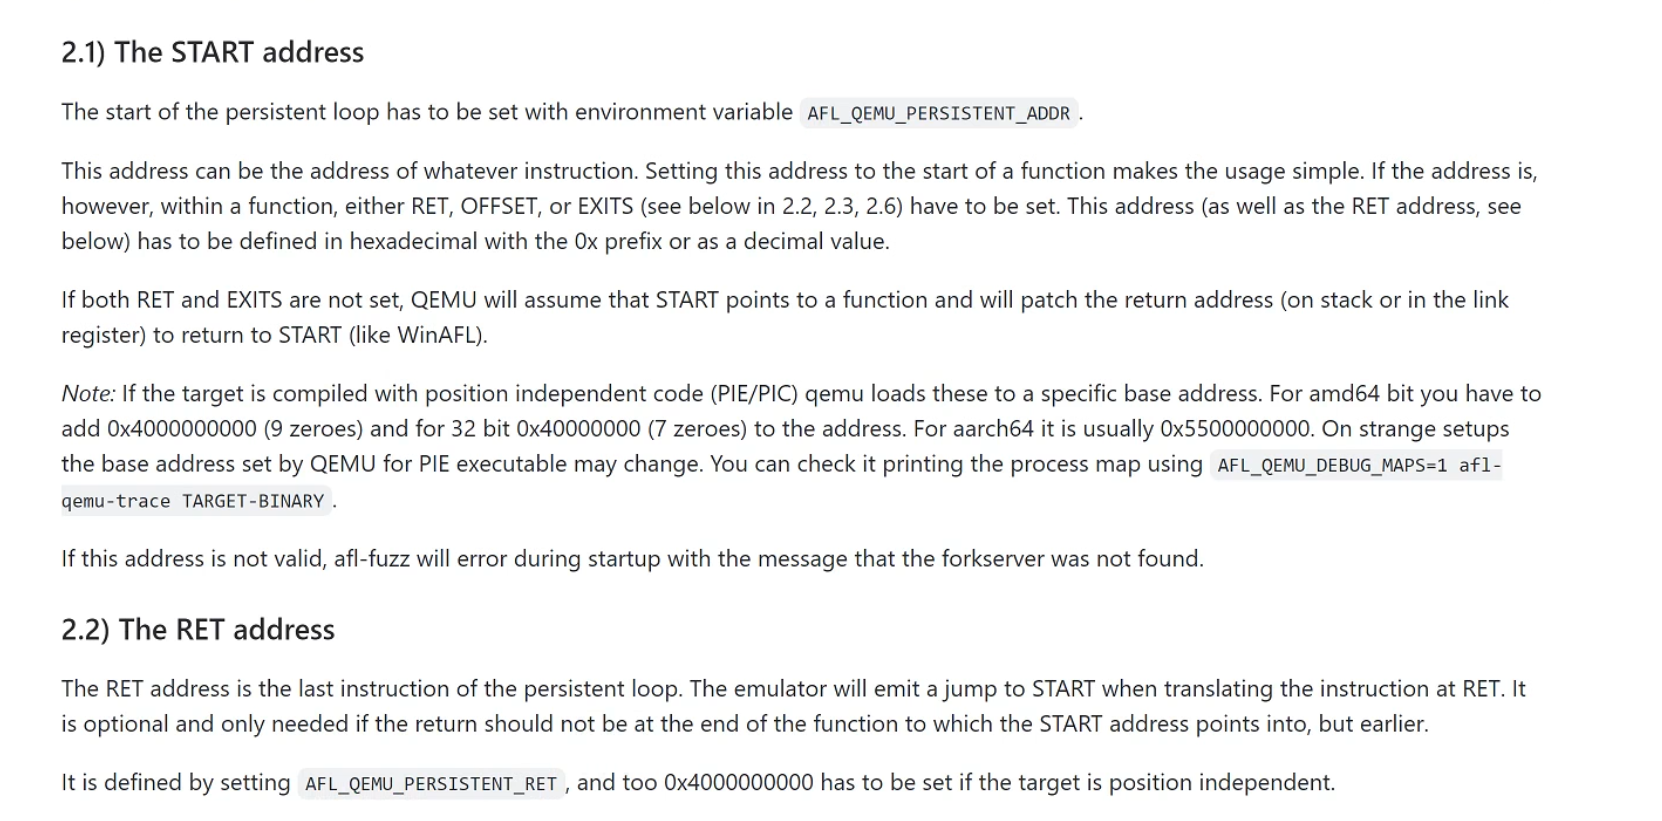 2.1) The START address
The start of the persistent loop has to be set with environment variable AFL_QEMU_PERSISTENT_ADDR .
This address can be the address of whatever instruction. Setting this address to the start of a function makes the usage simple. If the address is,
however, within a function, either RET, OFFSET, or EXITS (see below in 2.2, 2.3, 2.6) have to be set. This address (as well as the RET address, see
below) has to be defined in hexadecimal with the 0x prefix or as a decimal value.
If both RET and EXITS are not set, QEMU will assume that START points to a function and will patch the return address (on stack or in the link
register) to return to START (like WinAFL).
Note: If the target is compiled with position independent code (PIE/PIC) qemu loads these to a specific base address. For amd64 bit you have to
add 0x4000000000 (9 zeroes) and for 32 bit 0x40000000 (7 zeroes) to the address. For aarch64 it is usually 0x5500000000. On strange setups
the base address set by QEMU for PIE executable may change. You can check it printing the process map using AFL_QEMU_DEBUG_MAPS=1 afl-
qemu-trace TARGET-BINARY .
If this address is not valid, afl-fuzz will error during startup with the message that the forkserver was not found.
2.2) The RET address
The RET address is the last instruction of the persistent loop. The emulator will emit a jump to START when translating the instruction at RET. It
is optional and only needed if the return should not be at the end of the function to which the START address points into, but earlier.
It is defined by setting AFL_QEMU_PERSISTENT_RET , and too 0x4000000000 has to be set if the target is position independent.